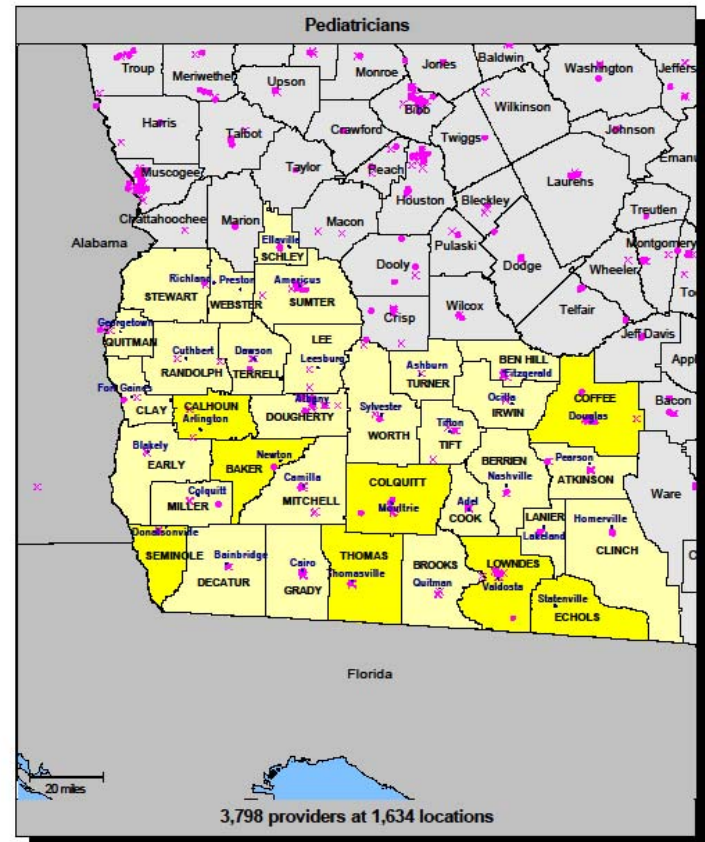 Pediatricians
Troup
Meriwether
Upson
Monroe
Jones
Baldwin
Washington
Jeffers
Bibb
Wilkinson
Harris
Talbot
Crawford
Twiggs
Johnson
Emanu
Muscogee
Taylor
Peach
Houston
Bleckley
Laurens
Treutlen
Chattahoochee
Marion
Macon
Alabama
Ellaville
SCHLEY
Pulaski
Montgomery
Dooly
Dodge
Wheeler
Too
Richland
Preston
Americus
STEWART
WEBSTER
SUMTER
Crisp
Wilcox
Telfair
Jeff Davis
Georgetown
QUITMAN
LEE
Cuthbert
Dawson
Leesburg
RANDOLPH
TERRELL
Ashburn
TURNER
BEN HILL
Fitzgerald
Appl
Fort Gaines
CLAY
CALHOUN
Arlington
Albany
DOUGHERTY
Sylvester
WORTH
Tifton
TIFT
Ocilla
IRWIN
COFFEE
Douglas
Bacon
Blakely
EARLY
Newton
BAKER
Camilla
MITCHELL
COLQUITT
Moultrie
BERRIEN
Nashville
Pearson
ATKINSON
Ware
Colquitt
MILLER
Adel
COOK
LANIER
Lakeland
Homerville
CLINCH
Donalsonville
SEMINOLE
Bainbridge
DECATUR
Cairo
GRADY
THOMAS
Thomasville
BROOKS
Quitman
LOWNDES
Valdosta
Statenville
ECHOLS
C
Florida
20 miles
3,798 providers at 1,634 locations